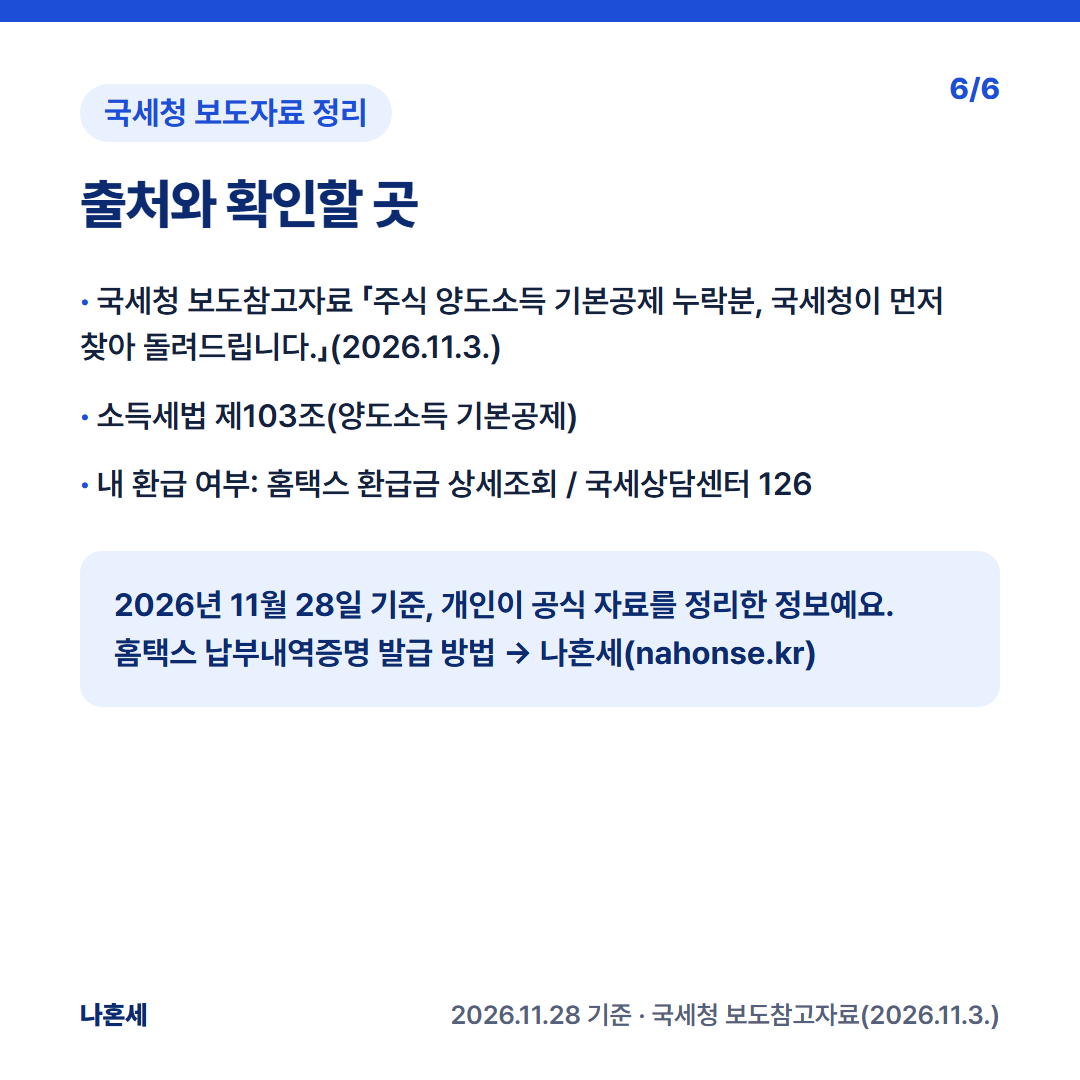 6/6
국세청 보도자료 정리
출처와 확인할 곳
· 국세청 보도참고자료 「주식 양도소득 기본공제 누락분, 국세청이 먼저
찾아 돌려드립니다.」(2026.11.3.)
· 소득세법 제103조(양도소득 기본공제)
· 내 환급 여부: 홈택스 환급금 상세조회 / 국세상담센터 126
2026년 11월 28일 기준, 개인이 공식 자료를 정리한 정보예요.
홈택스 납부내역증명 발급 방법 → 나혼세(nahonse.kr)
나혼세
2026.11.28 기준 · 국세청 보도참고자료(2026.11.3.)